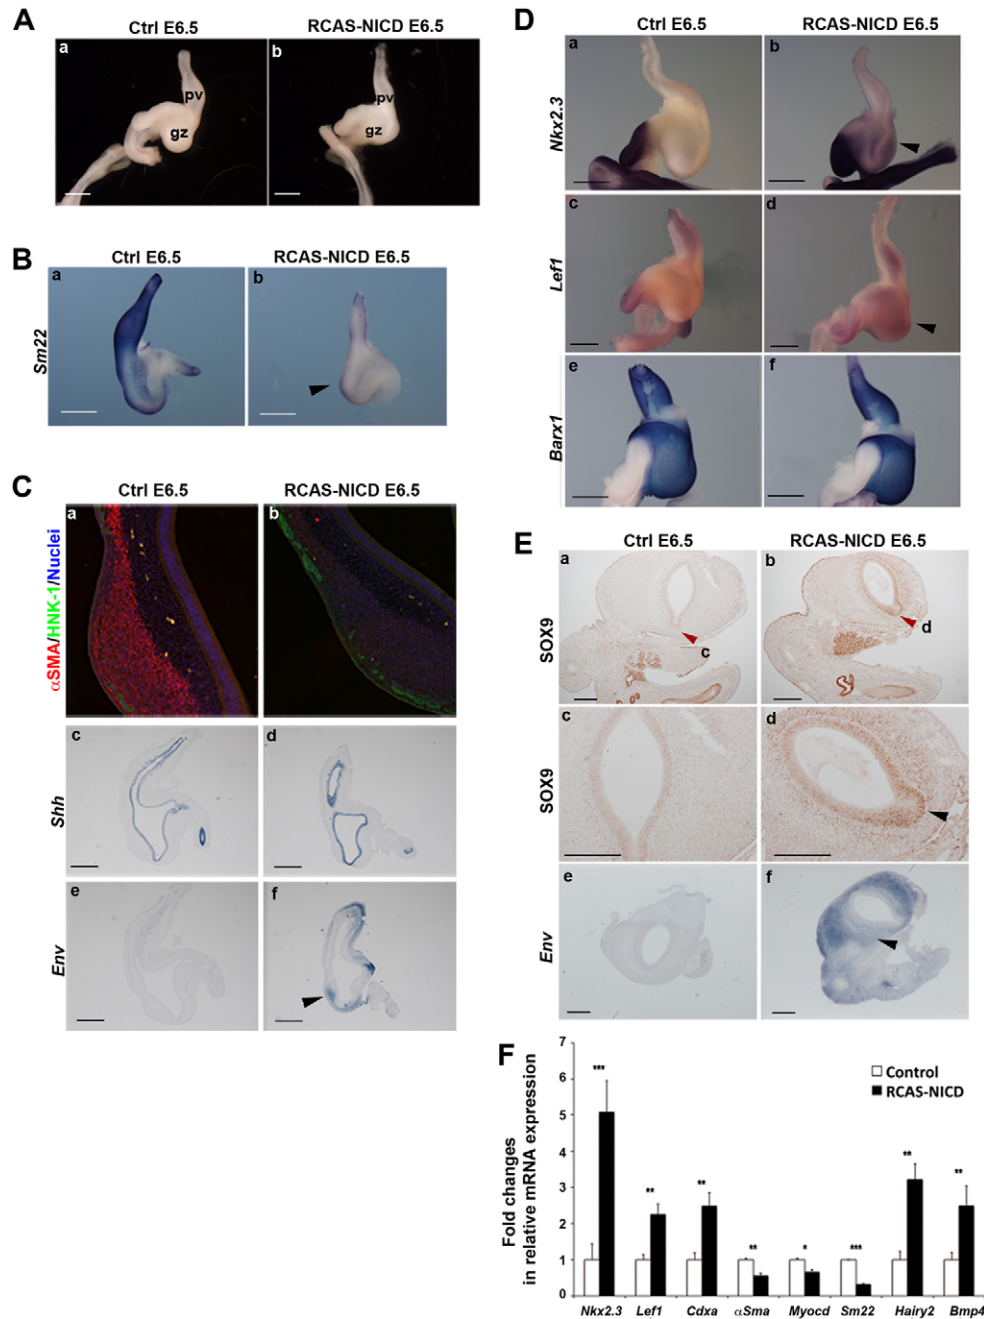 A
Ctrl E6.5
RCAS-NICD E6.5
a
pv
gz
b
pv
gz
B
Ctrl E6.5
RCAS-NICD E6.5
Sm22
a
b
C
Ctrl E6.5
RCAS-NICD E6.5
αSMA/HNK-1/Nuclei
a
b
Shh
c
d
Env
e
f
D
Ctrl E6.5
RCAS-NICD E6.5
Nkx2.3
a
b
Lef1
c
d
Barx1
e
f
E
Ctrl E6.5
RCAS-NICD E6.5
SOX9
a
c
b
d
SOX9
c
d
Env
e
f
F
Fold changes
in relative mRNA expression
7
6
5
4
3
2
1
0
Control
RCAS-NICD
***
**
**
**
*
***
**
**
Nkx2.3 Lef1 Cdxa αSma Myocd Sm22 Hairy2 Bmp4